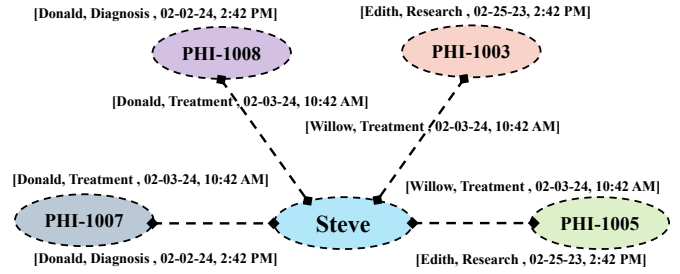 [Donald, Diagnosis , 02-02-24, 2:42 PM]
[Edith, Research , 02-25-23, 2:42 PM]
PHI-1008
PHI-1003
[Donald, Treatment , 02-03-24, 10:42 AM]
[Willow, Treatment , 02-03-24, 10:42 AM]
[Donald, Treatment , 02-03-24, 10:42 AM]
[Willow, Treatment , 02-03-24, 10:42 AM]
PHI-1007
Steve
PHI-1005
[Donald, Diagnosis , 02-02-24, 2:42 PM]
[Edith, Research , 02-25-23, 2:42 PM]